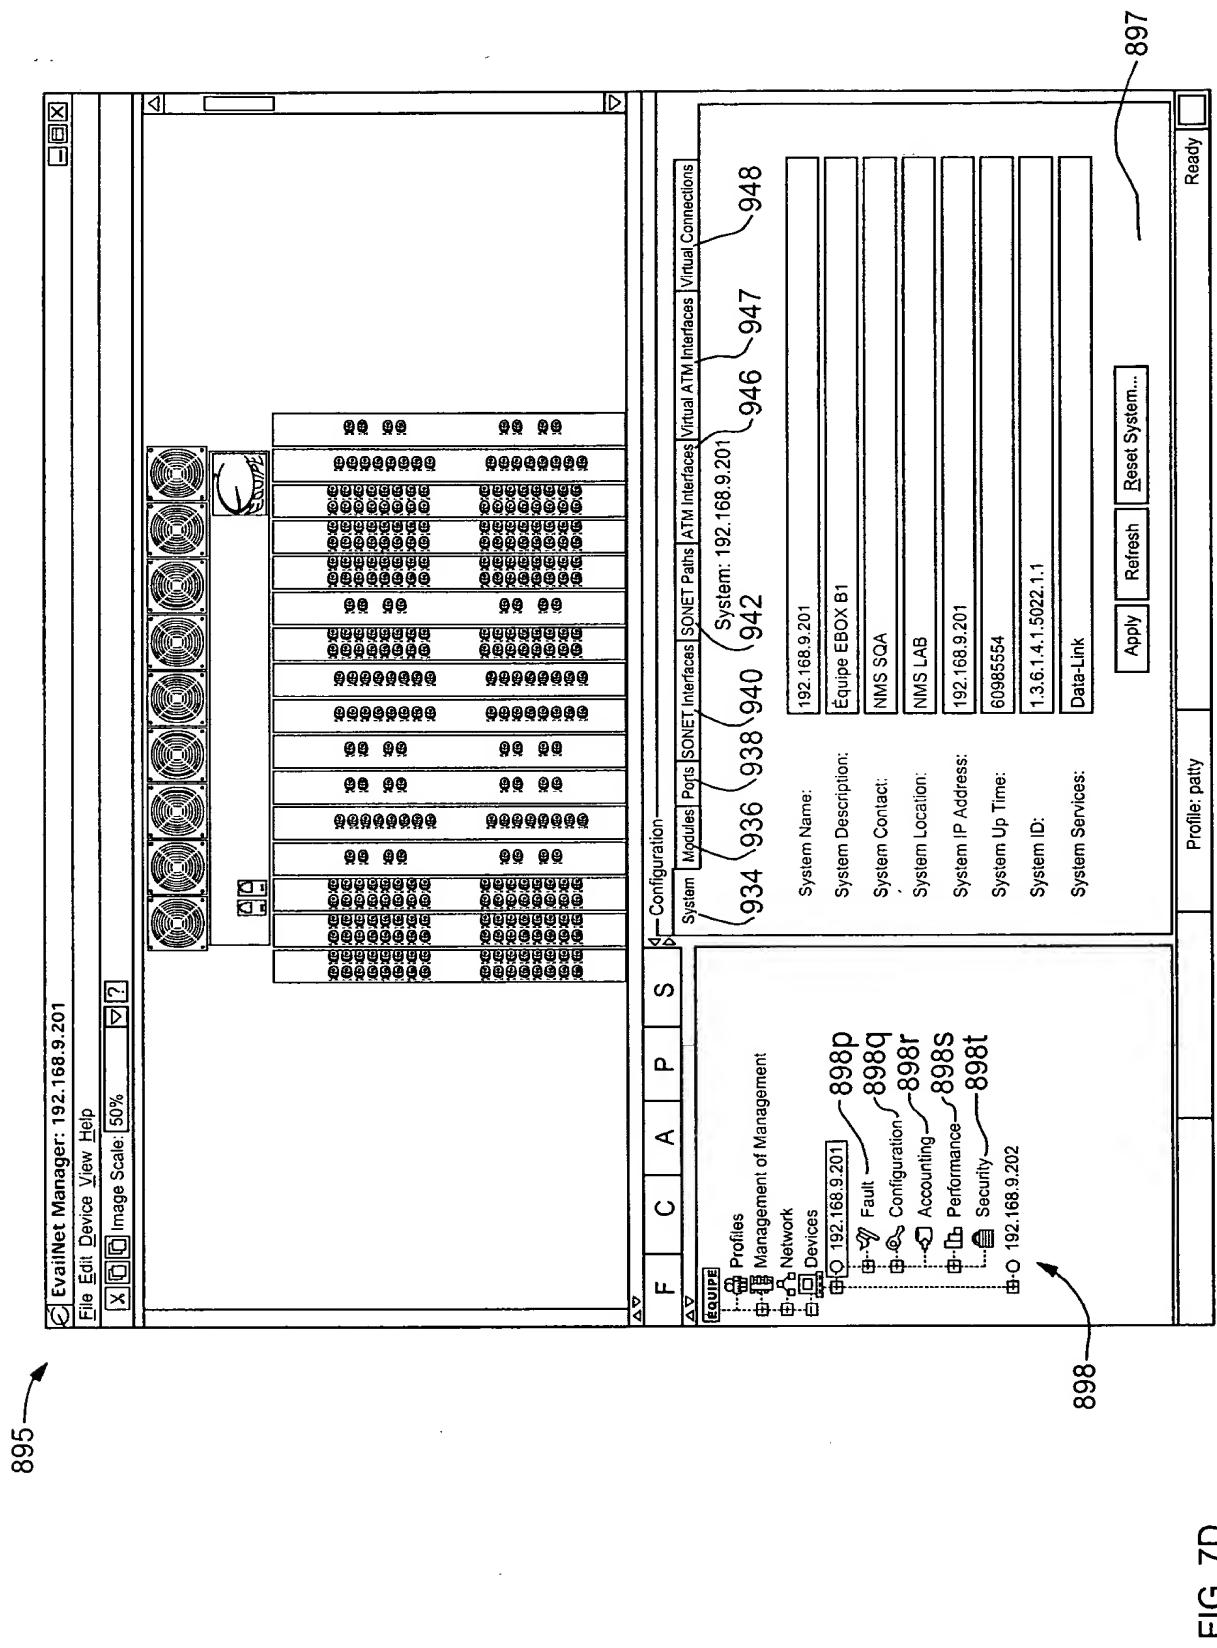 895
EvailNet Manager: 192.168.9.201
File Edit Device View Help
Image Scale: 50%
?
F C A P S
EQUIPE
Profiles
Management of Management
Network
Devices
192.168.9.201
Fault
Configuration
Accounting
Performance
Security
192.168.9.202
898p
898q
898r
898s
898t
898
Configuration
System Modules Ports SONET Interfaces SONET Paths ATM Interfaces Virtual ATM Interfaces Virtual Connections
System: 192.168.9.201
934 936 938 940 942 946 947 948
System Name: 192.168.9.201
System Description: Équipe EBOX B1
System Contact: NMS SQA
System Location: NMS LAB
System IP Address: 192.168.9.201
System Up Time: 60985554
System ID: 1.3.6.1.4.1.5022.1.1
System Services: Data-Link
Apply Refresh Reset System...
897
Profile: patty
Ready
FIG. 7D